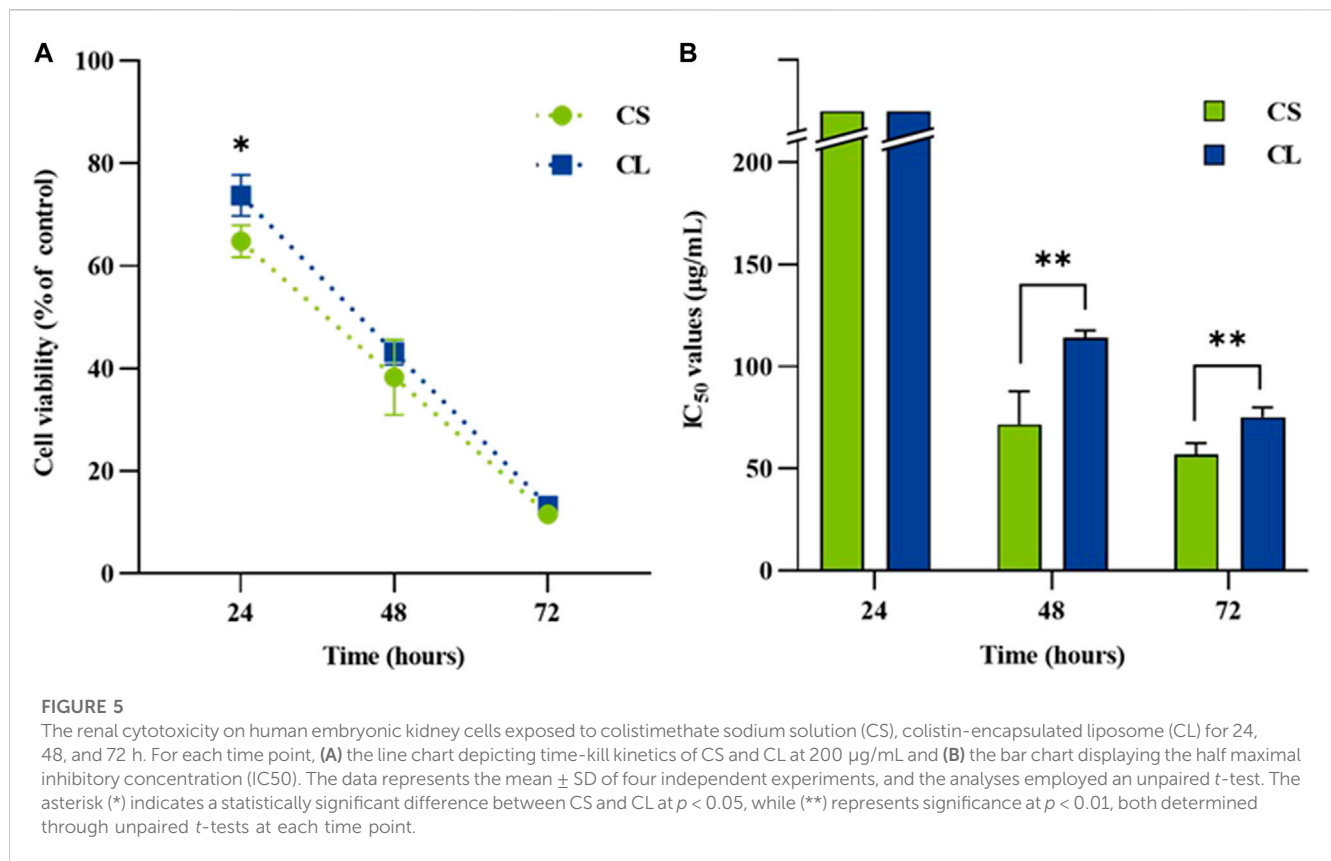 A
100
80
60
40
20
0
Cell viability (% of control)
*
CS
CL
24
48
72
Time (hours)
B
200
150
100
50
0
IC50 values (µg/mL)
**
**
CS
CL
24
48
72
Time (hours)
FIGURE 5
The renal cytotoxicity on human embryonic kidney cells exposed to colistimethate sodium solution (CS), colistin-encapsulated liposome (CL) for 24,
48, and 72 h. For each time point, (A) the line chart depicting time-kill kinetics of CS and CL at 200 µg/mL and (B) the bar chart displaying the half maximal
inhibitory concentration (IC50). The data represents the mean ± SD of four independent experiments, and the analyses employed an unpaired t-test. The
asterisk (*) indicates a statistically significant difference between CS and CL at p < 0.05, while (**) represents significance at p < 0.01, both determined
through unpaired t-tests at each time point.